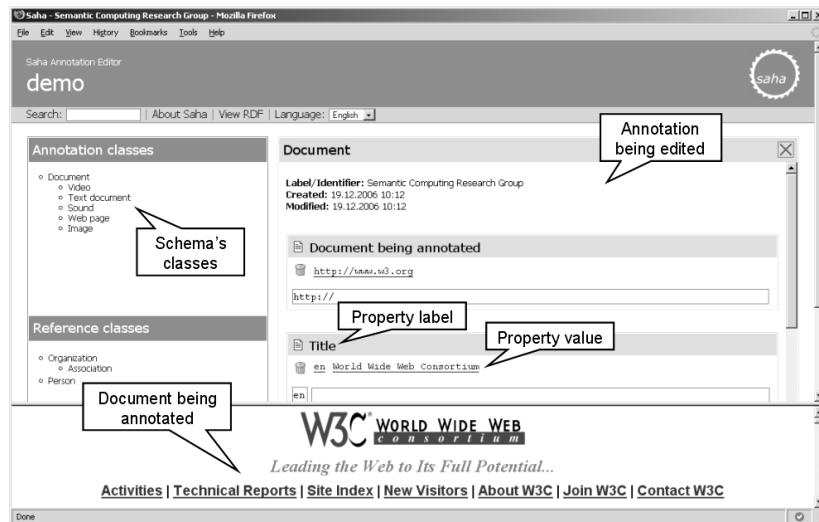 Saha - Semantic Computing Research Group - Mozilla Firefox
File Edit View History Bookmarks Tools Help
Saha Annotation Editor
demo
saha
Search: | About Saha | View RDF | Language: English
Annotation classes
Document
Video
Text document
Sound
Web page
Image
Schema's
classes
Reference classes
Organization
Association
Person
Document being
annotated
Document
Annotation
being edited
Label/Identifier: Semantic Computing Research Group
Created: 19.12.2006 10:12
Modified: 19.12.2006 10:12
Document being annotated
http://www.w3.org
http://
Property label
Property value
Title
en World Wide Web Consortium
en
W3C WORLD WIDE WEB
consortium
Leading the Web to Its Full Potential...
Activities | Technical Reports | Site Index | New Visitors | About W3C | Join W3C | Contact W3C
Done